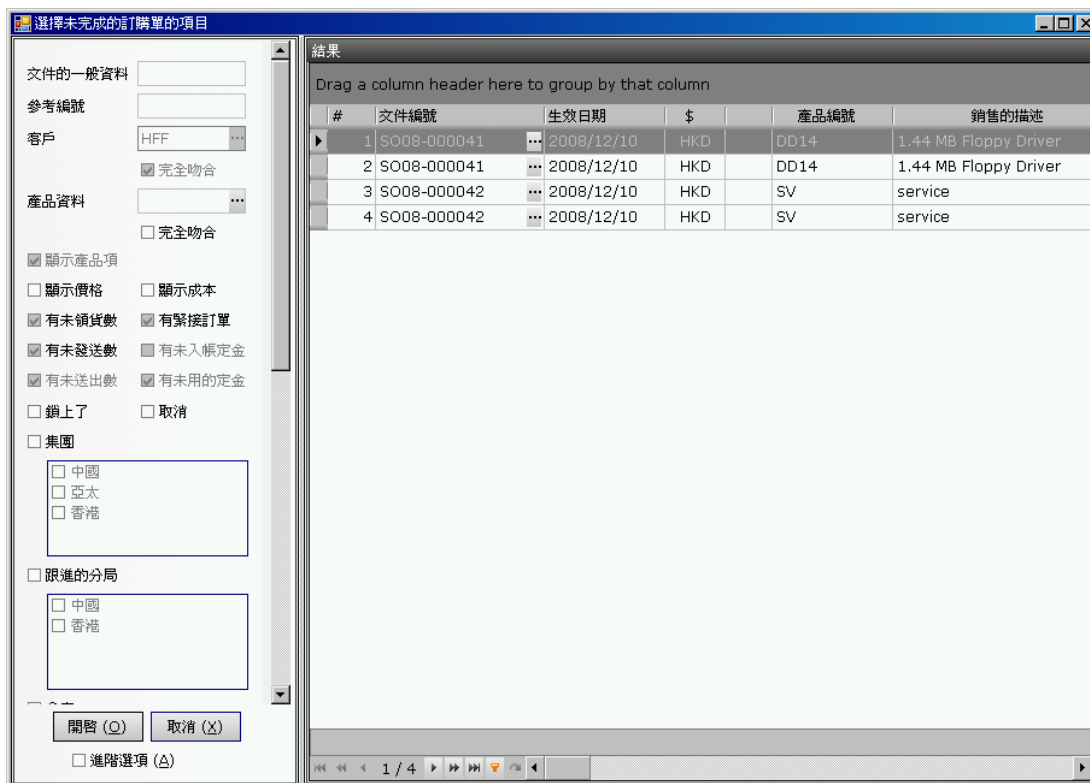 選擇未完成的訂購單的項目
文件的一般資料
參考編號
客戶 HFF ...
完全吻合
產品資料 ...
完全吻合
顯示產品項
顯示價格 顯示成本
有未領貨數 有緊接訂單
有未發送數 有未入帳定金
有未送出數 有未用的定金
鎖上了 取消
集團
中國
亞太
香港
跟進的分局
中國
香港
開啓 (O) 取消 (X)
進階選項 (A)
結果
Drag a column header here to group by that column
# 文件編號 生效日期 $ 產品編號 銷售的描述
1 SO08-000041 ... 2008/12/10 HKD DD14 1.44 MB Floppy Driver
2 SO08-000041 ... 2008/12/10 HKD DD14 1.44 MB Floppy Driver
3 SO08-000042 ... 2008/12/10 HKD SV service
4 SO08-000042 ... 2008/12/10 HKD SV service
1 / 4